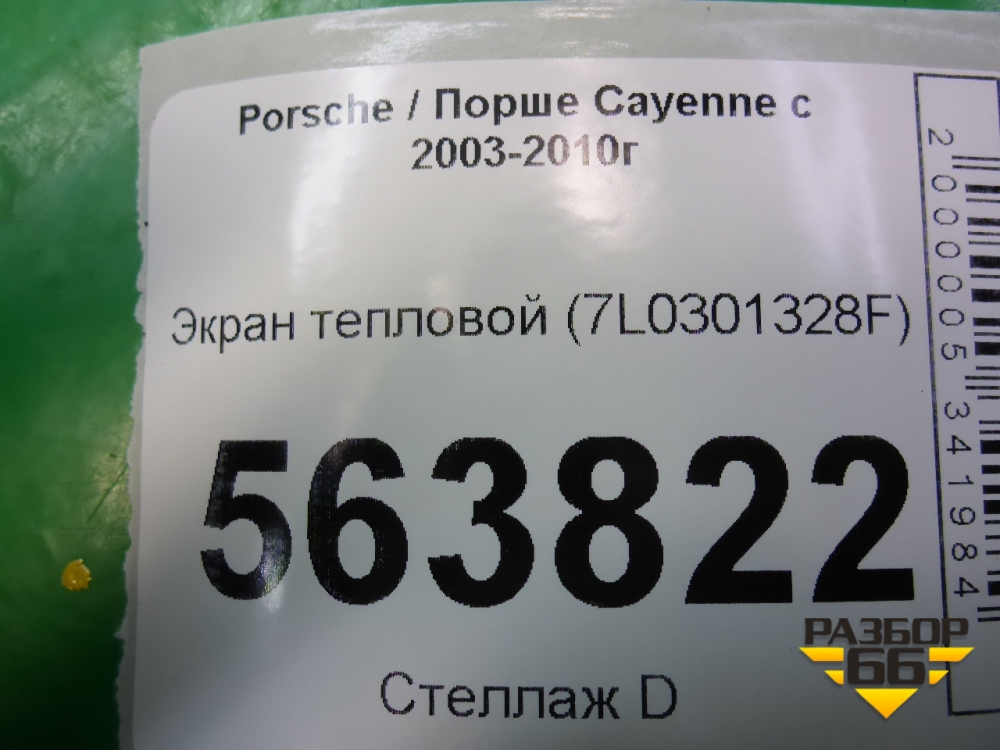 Porsche / Порше Cayenne с
2003-2010г
Экран тепловой (7L0301328F)
563822
Стеллаж D
2000005341984
РАЗБОР
66